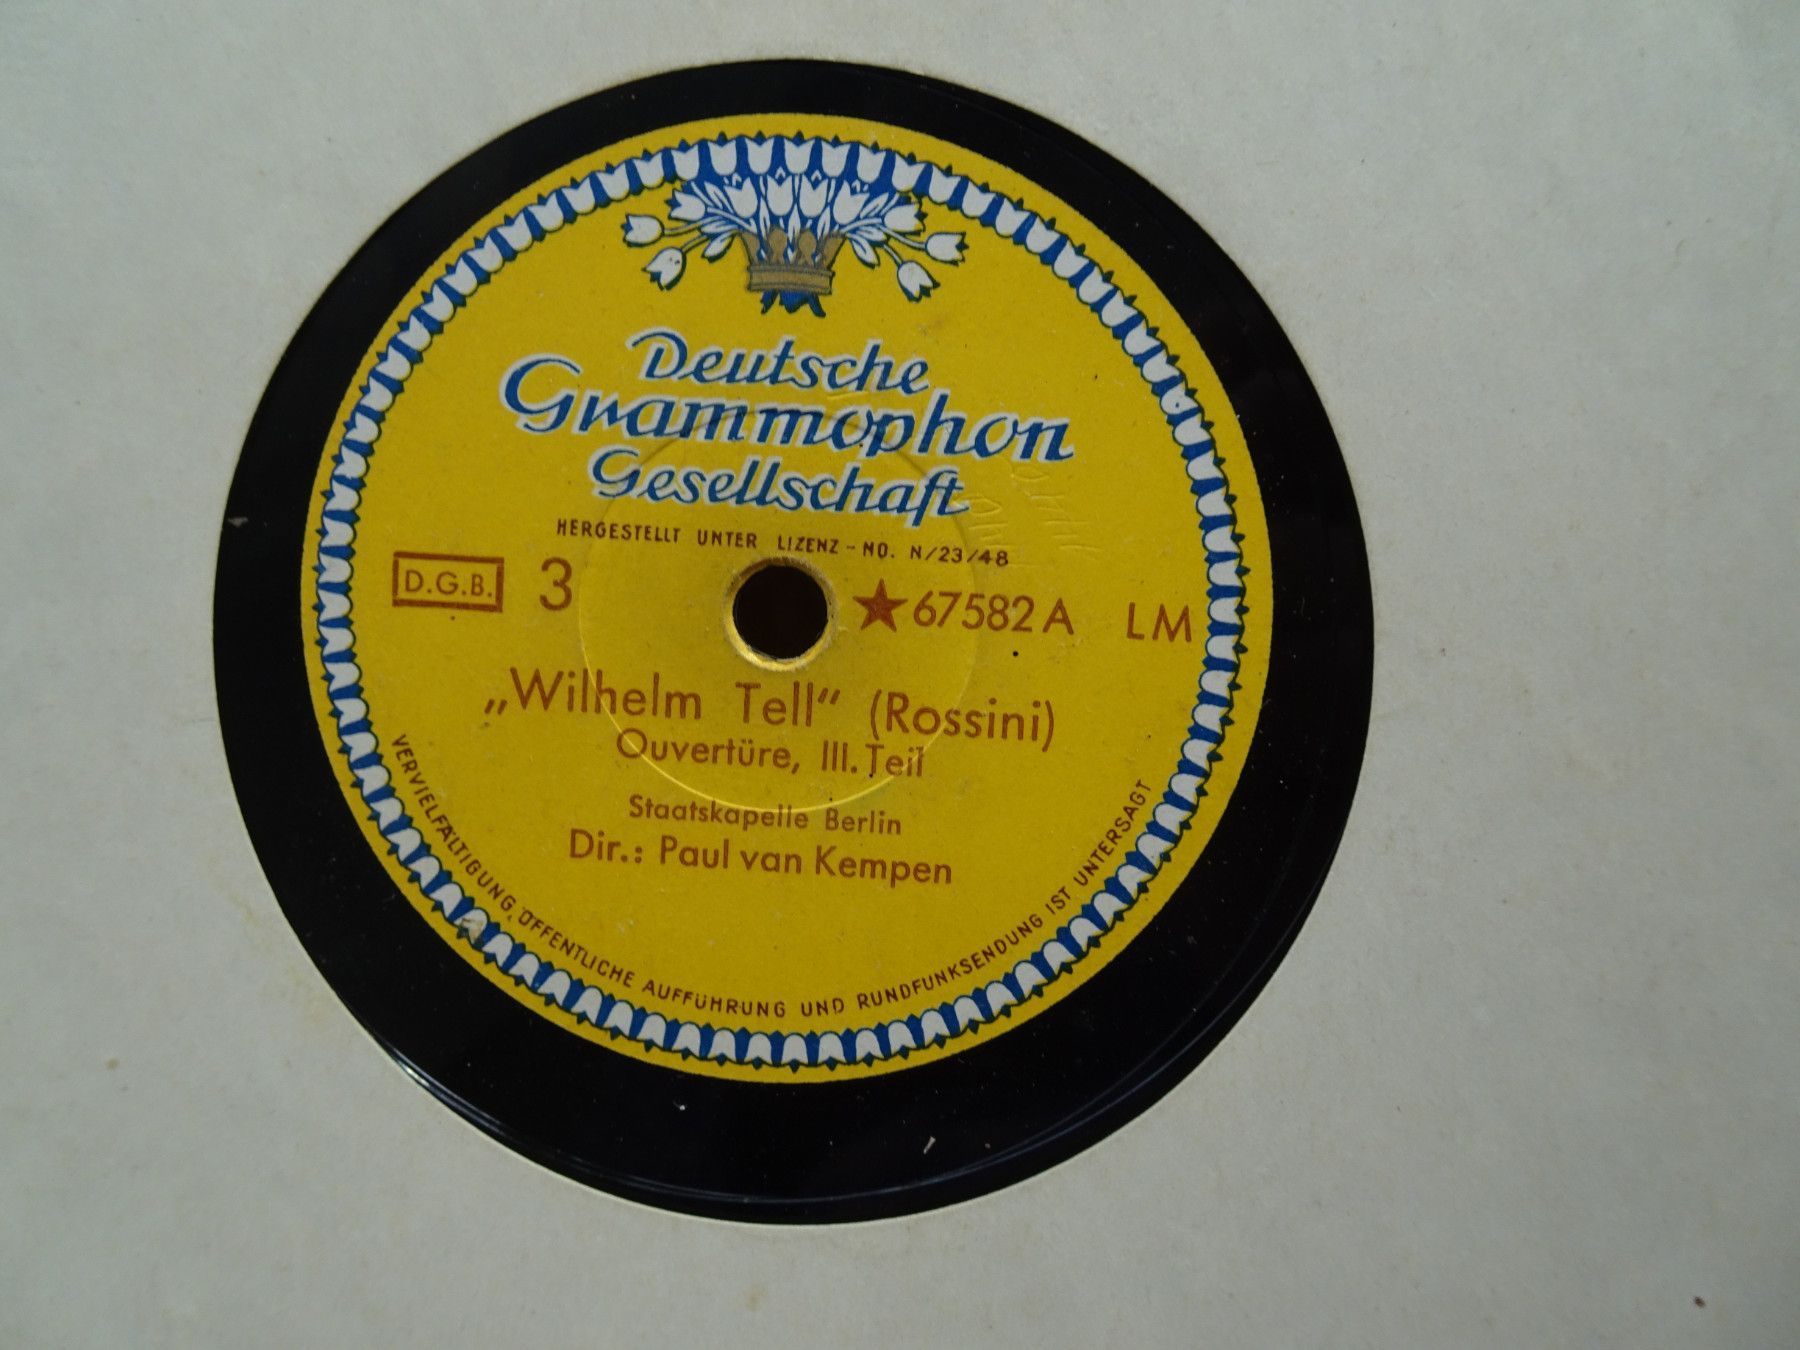 Deutsche
Grammophon
Gesellschaft
HERGESTELLT UNTER LIZENZ - NO. N/23/48
D.G.B. 3 ★ 67582 A LM
„Wilhelm Tell“ (Rossini)
Ouvertüre, III. Teil
Staatskapelle Berlin
Dir.: Paul van Kempen
VERVIELFÄLTIGUNG, ÖFFENTLICHE AUFFÜHRUNG UND RUNDFUNKSENDUNG IST UNTERSAGT